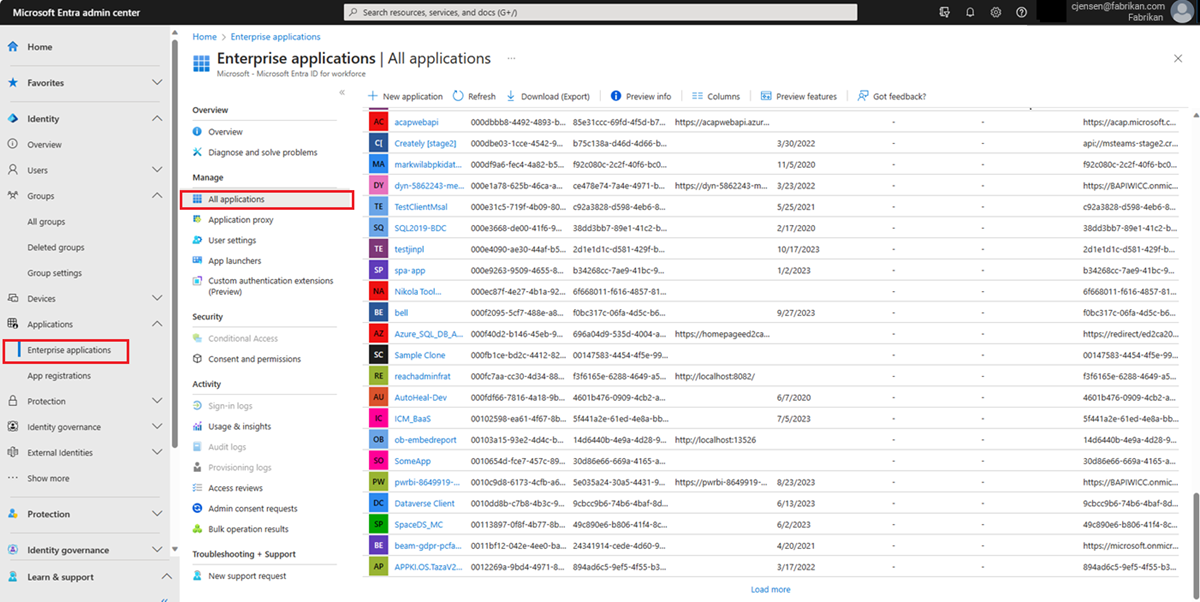 Microsoft Entra admin center
Search resources, services, and docs (G+/)
cjensen@fabrikan.com
Fabrikan
Home
Favorites
Identity
Overview
Users
Groups
All groups
Deleted groups
Group settings
Devices
Applications
Enterprise applications
App registrations
Protection
Identity governance
External Identities
Show more
Protection
Identity governance
Learn & support
Home > Enterprise applications
Enterprise applications | All applications ...
Microsoft - Microsoft Entra ID for workforce
Overview
Overview
Diagnose and solve problems
Manage
All applications
Application proxy
User settings
App launchers
Custom authentication extensions
(Preview)
Security
Conditional Access
Consent and permissions
Activity
Sign-in logs
Usage & insights
Audit logs
Provisioning logs
Access reviews
Admin consent requests
Bulk operation results
Troubleshooting + Support
New support request
New application Refresh Download (Export) Preview info Columns Preview features Got feedback?
AC acapwebapi 000dbbb8-4492-4893-b... 85e31ccc-69fd-4f5d-b7... https://acapwebapi.azur... - - https://acap.microsoft.c...
C[ Creately [stage2] 000dbe03-1cce-4542-9... b75c138a-d46d-4d66-b... 3/30/2022 - - api://msteams-stage2.cr...
MA markwilabpkidat... 000df9a6-fec4-4a82-b5... f92c080c-2c2f-40f6-bc0... 11/5/2020 - - f92c080c-2c2f-40f6-bc0...
DY dyn-5862243-me... 000e1a78-625b-46ca-a... ce478e74-7a4e-4971-b... https://dyn-5862243-m... 3/23/2022 - - https://BAPIWICC.onmic...
TE TestClientMsal 000e31c5-719f-4b09-80... c92a3828-d598-4eb6-8... 5/25/2021 - - c92a3828-d598-4eb6-8...
SQ SQL2019-BDC 000e3668-de00-41f6-9... 38dd3bb7-89e1-41c2-b... 2/17/2020 - - 38dd3bb7-89e1-41c2-b...
TE testjinpl 000e4090-ae30-44af-b5... 2d1e1d1c-d581-429f-b... 10/17/2023 - - 2d1e1d1c-d581-429f-b...
SP spa-app 000e9263-9509-4655-8... b34268cc-7ae9-41bc-9... 1/2/2023 - - b34268cc-7ae9-41bc-9...
NA Nikola Tool... 000ec87f-4e27-4b1a-92... 6f668011-f616-4857-81... - - 6f668011-f616-4857-81...
BE bell 000f2095-5cf7-488e-a8... f0bc317c-06fa-4d5c-b6... 9/27/2023 - - f0bc317c-06fa-4d5c-b6...
AZ Azure_SQL_DB_A... 000f40d2-b146-45eb-9... 696a04d9-535d-4004-a... https://homepageed2ca... - - https://redirect/ed2ca20...
SC Sample Clone 000fb1ce-bd2c-4412-82... 00147583-4454-4f5e-99... - - 00147583-4454-4f5e-99...
RE reachadminfrat 000fc7aa-cc30-4d34-88... f3f6165e-6288-4649-a5... http://localhost:8082/ - - f3f6165e-6288-4649-a5...
AU AutoHeal-Dev 000fdf66-7816-4a18-9b... 4601b476-0909-4cb2-a... 6/7/2020 - - 4601b476-0909-4cb2-a...
IC ICM_BaaS 00102598-ea61-4f67-8b... 5f441a2e-61ed-4e8a-bb... 7/5/2023 - - 5f441a2e-61ed-4e8a-bb...
OB ob-embedreport 00103a15-93e2-4d4c-b... 14d6440b-4e9a-4d28-9... http://localhost:13526 - - 14d6440b-4e9a-4d28-9...
SO SomeApp 0010654d-fce7-457c-89... 30d86e66-669a-4165-a... - - 30d86e66-669a-4165-a...
PW pwrbi-8649919-... 0010c9d8-6173-4cfb-a6... 5e035a24-30a5-4431-9... https://pwrbi-8649919-... 8/23/2023 - - https://BAPIWICC.onmic...
DC Dataverse Client 0010dd8b-c7b8-4b3c-9... 9cbcc9b6-74b6-4baf-8d... 6/13/2023 - - 9cbcc9b6-74b6-4baf-8d...
SP SpaceDS_MC 00113897-0f8f-4b77-8b... 49c890e6-b806-41f4-8c... 6/2/2023 - - 49c890e6-b806-41f4-8c...
BE beam-gdpr-pcfa... 0011bf12-042e-4ee0-ba... 24341914-cede-4d60-9... 4/20/2021 - - https://microsoft.onmicr...
AP APPKI.OS.TazaV2... 0012269a-9bd4-4971-8... 894ad6c5-9ef5-4f55-b3... 3/17/2022 - - 894ad6c5-9ef5-4f55-b3...
Load more